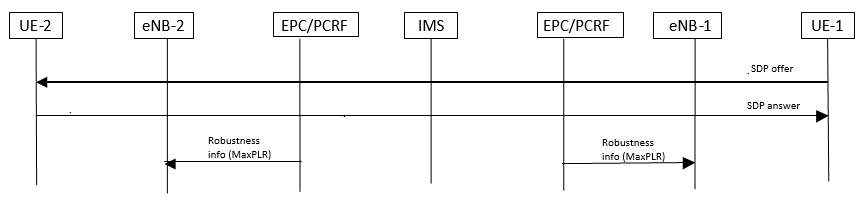 UE-2
eNB-2
EPC/PCRF
IMS
EPC/PCRF
eNB-1
UE-1
SDP offer
SDP answer
Robustness
info (MaxPLR)
Robustness
info (MaxPLR)